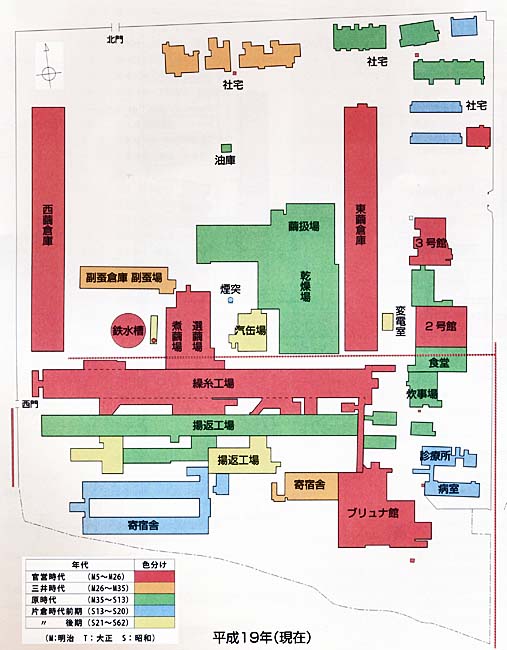 北門
社宅
社宅
社宅
油庫
西繭倉庫
東繭倉庫
繭扱場
乾燥場
3号館
副蚕倉庫 副蚕場
煙突
鉄水槽
煮繭場
選繭場
汽缶場
変電室
2号館
食堂
繰糸工場
炊事場
西門
揚返工場
揚返工場
診療所
病室
寄宿舎
寄宿舎
ブリュナ館
年代 色分け
官営時代 (M5~M26)
三井時代 (M26~M35)
原時代 (M35~S13)
片倉時代前期 (S13~S20)
〃 後期 (S21~S62)
(M:明治 T:大正 S:昭和)
平成19年(現在)